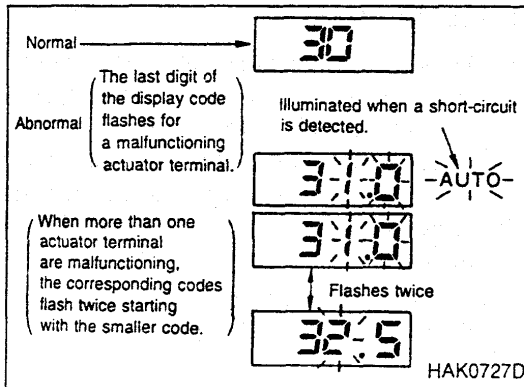 Normal
30
The last digit of
the display code
flashes for
a malfunctioning
actuator terminal.
Abnormal
Illuminated when a short-circuit
is detected.
31.0
AUTO
31.0
When more than one
actuator terminal
are malfunctioning,
the corresponding codes
flash twice starting
with the smaller code.
Flashes twice
32.5
HAK0727D